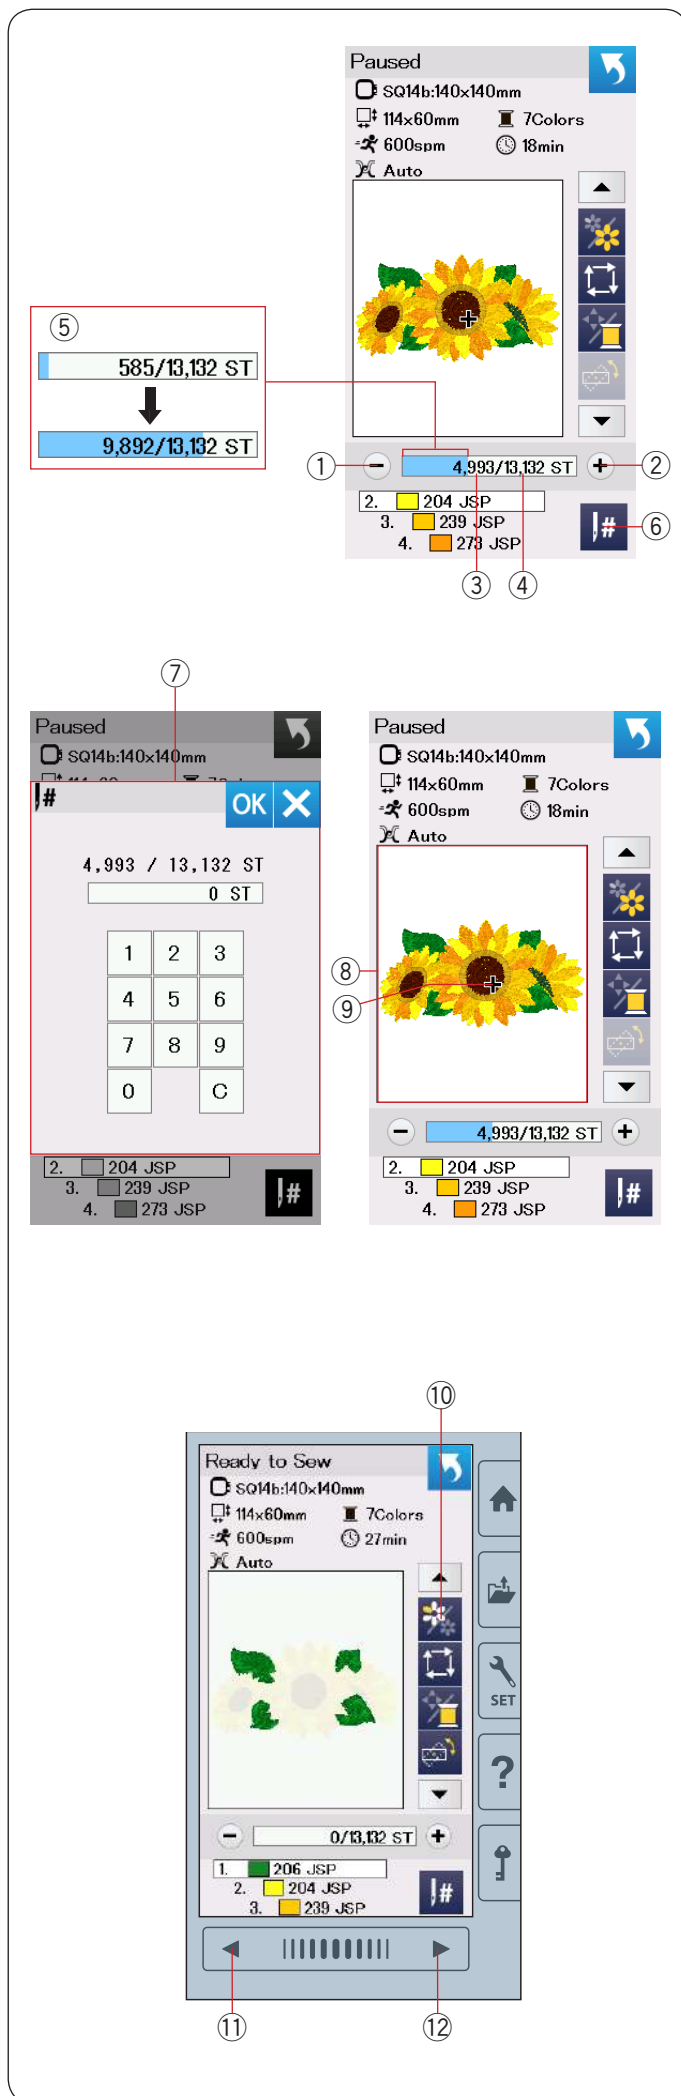 Paused
SQ14b:140x140mm
114x60mm 7Colors
600spm 18min
Auto
⑤
585/13,132 ST
9,892/13,132 ST
① − 4,993/13,132 ST + ②
2. 204 JSP
3. 239 JSP
4. 273 JSP
# ⑥
③ ④
⑦
Paused
SQ14b:140x140mm
# OK
4,993 / 13,132 ST
0 ST
1 2 3
4 5 6
7 8 9
0 C
2. 204 JSP
3. 239 JSP
4. 273 JSP
#
Paused
SQ14b:140x140mm
114x60mm 7Colors
600spm 18min
Auto
⑧
⑨
− 4,993/13,132 ST +
2. 204 JSP
3. 239 JSP
4. 273 JSP
#
⑩
Ready to Sew
SQ14b:140x140mm
114x60mm 7Colors
600spm 27min
Auto
SET
?
− 0/13,132 ST +
1. 206 JSP
2. 204 JSP
3. 239 JSP
#
⑪ ⑫